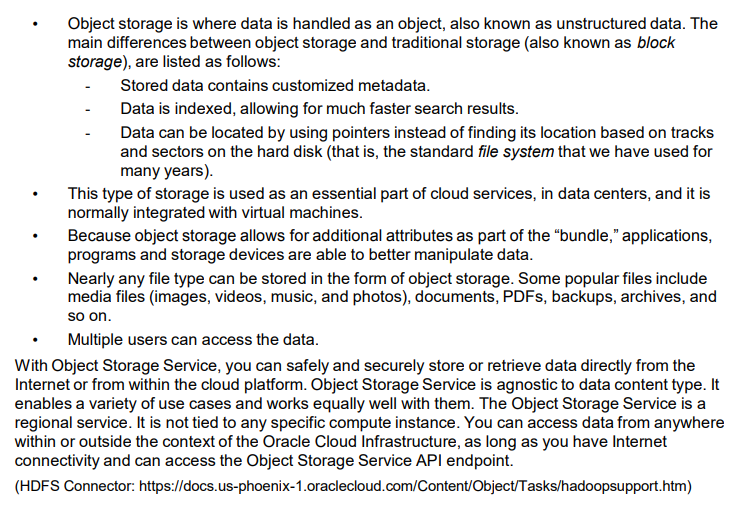 • Object storage is where data is handled as an object, also known as unstructured data. The
main differences between object storage and traditional storage (also known as block
storage), are listed as follows:
- Stored data contains customized metadata.
- Data is indexed, allowing for much faster search results.
- Data can be located by using pointers instead of finding its location based on tracks
and sectors on the hard disk (that is, the standard file system that we have used for
many years).
• This type of storage is used as an essential part of cloud services, in data centers, and it is
normally integrated with virtual machines.
• Because object storage allows for additional attributes as part of the “bundle,” applications,
programs and storage devices are able to better manipulate data.
• Nearly any file type can be stored in the form of object storage. Some popular files include
media files (images, videos, music, and photos), documents, PDFs, backups, archives, and
so on.
• Multiple users can access the data.
With Object Storage Service, you can safely and securely store or retrieve data directly from the
Internet or from within the cloud platform. Object Storage Service is agnostic to data content type. It
enables a variety of use cases and works equally well with them. The Object Storage Service is a
regional service. It is not tied to any specific compute instance. You can access data from anywhere
within or outside the context of the Oracle Cloud Infrastructure, as long as you have Internet
connectivity and can access the Object Storage Service API endpoint.
(HDFS Connector: https://docs.us-phoenix-1.oraclecloud.com/Content/Object/Tasks/hadoopsupport.htm)